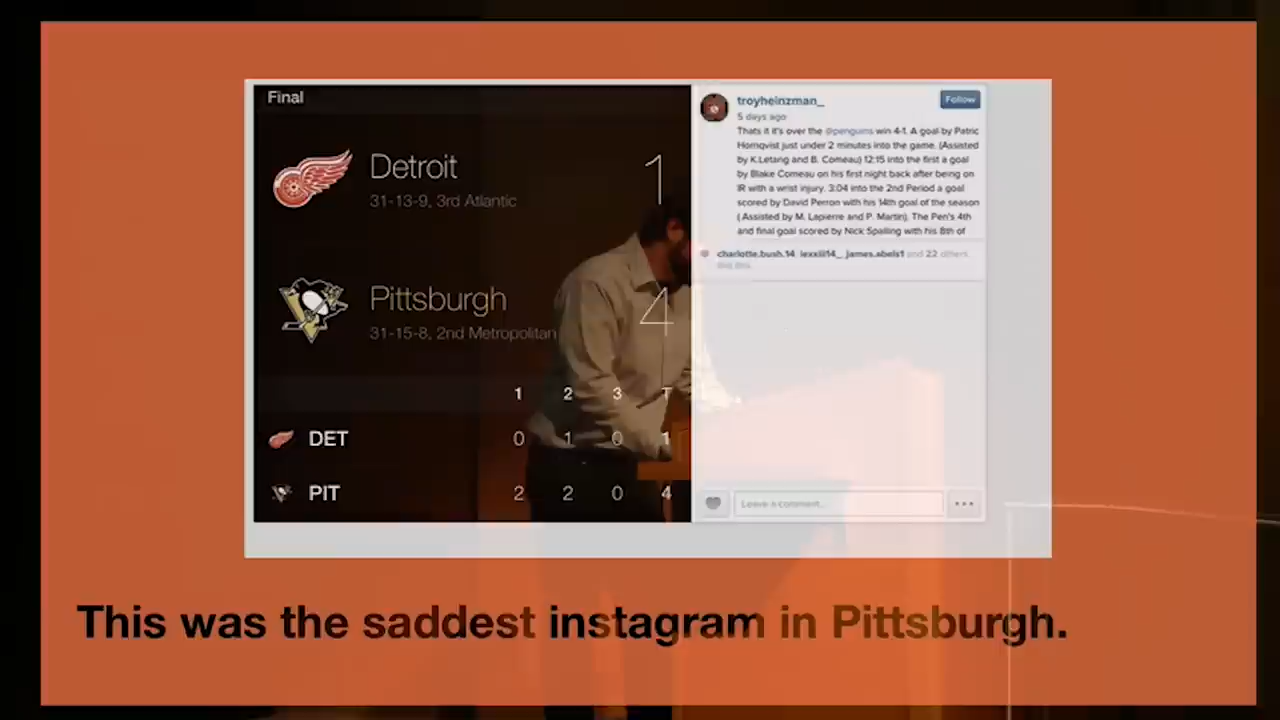 Final
Detroit 1
31-13-9, 3rd Atlantic
Pittsburgh 4
31-15-8, 2nd Metropolitan
1 2 3 T
DET 0 1 0 1
PIT 2 2 0 4
troyheinzman_
Follow
5 days ago
Thats it it's over the @penguins win 4-1. A goal by Patric
Hornqvist just under 2 minutes into the game. (Assisted
by K.Letang and B. Comeau) 12:15 into the first a goal
by Blake Comeau on his first night back after being on
IR with a wrist injury. 3:04 into the 2nd Period a goal
scored by David Perron with his 14th goal of the season
( Assisted by M. Lapierre and P. Martin). The Pen's 4th
and final goal scored by Nick Spalling with his 8th of
charlotte.bush.14, lexxiii14_, james.abels1 and 22 others
like this.
Leave a comment...
This was the saddest instagram in Pittsburgh.